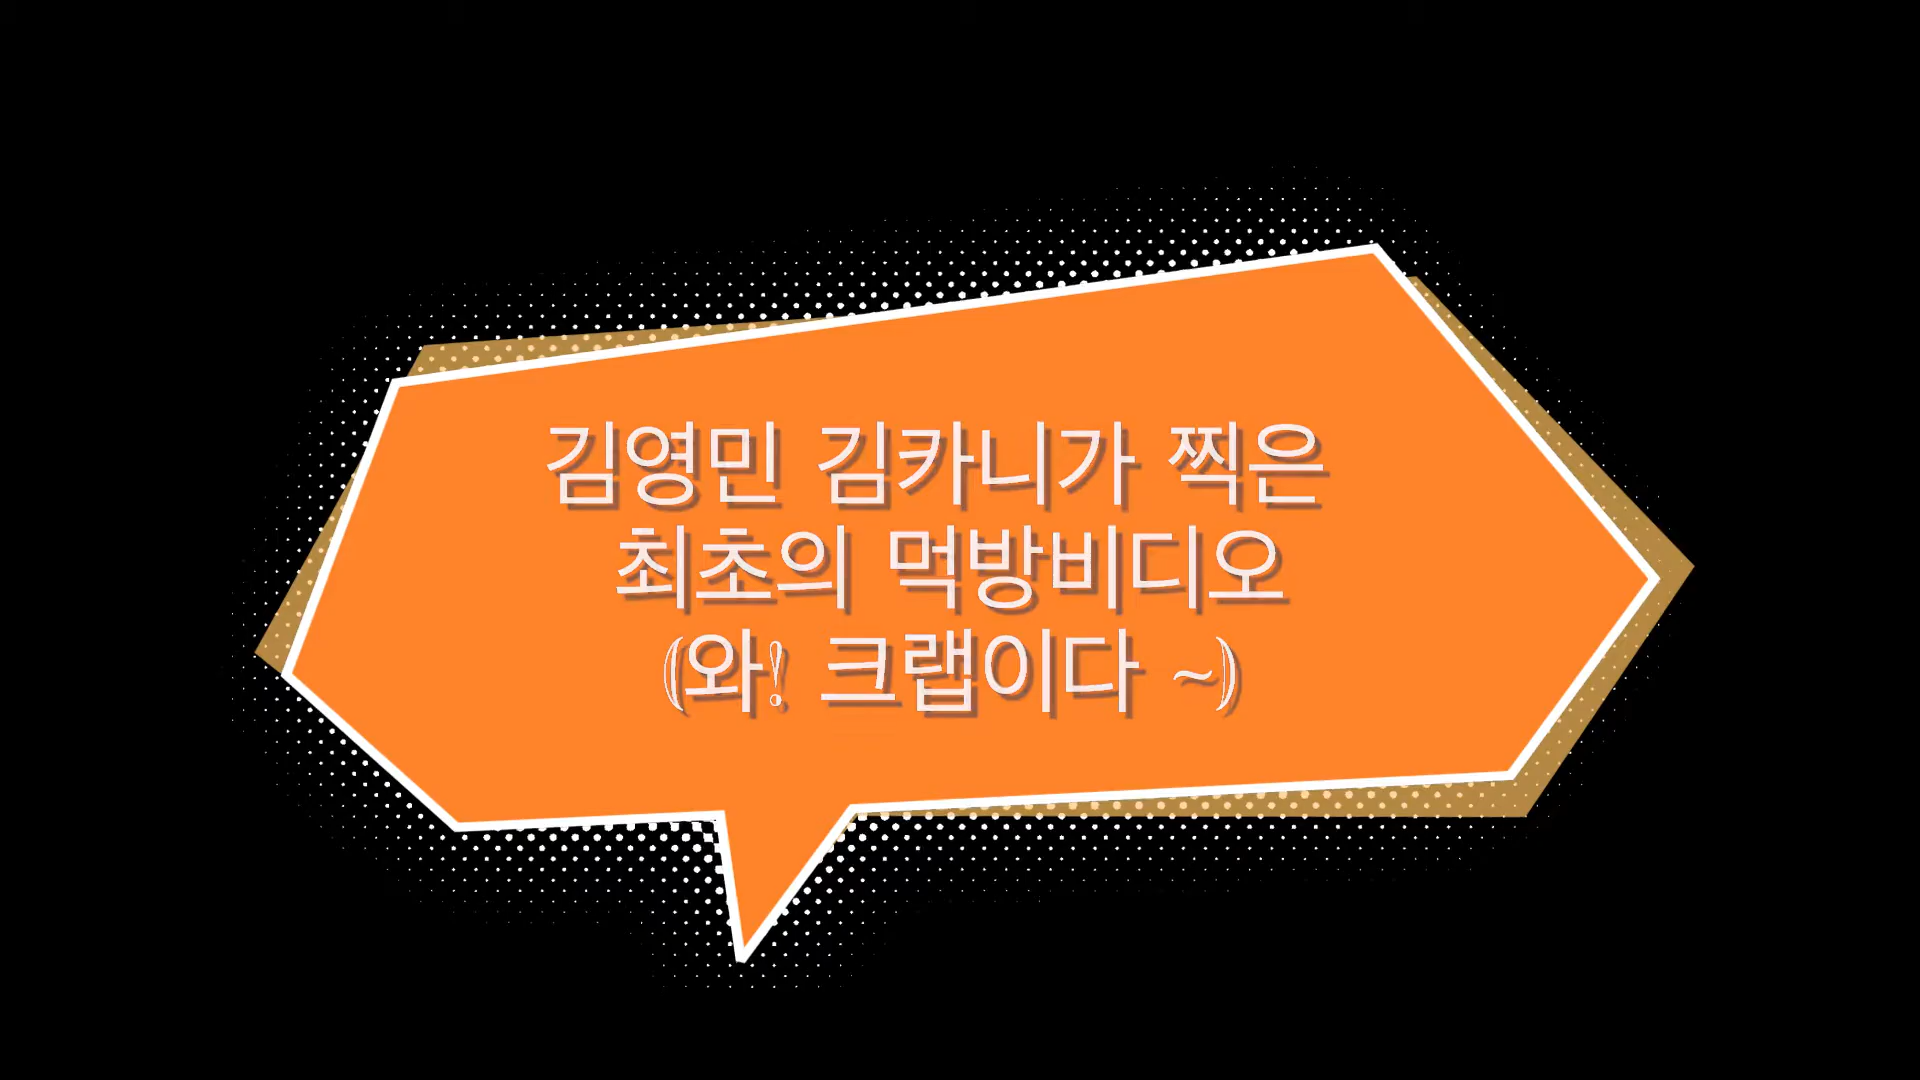 김영민 김카니가 찍은
최초의 먹방비디오
(와! 크랩이다 ~)